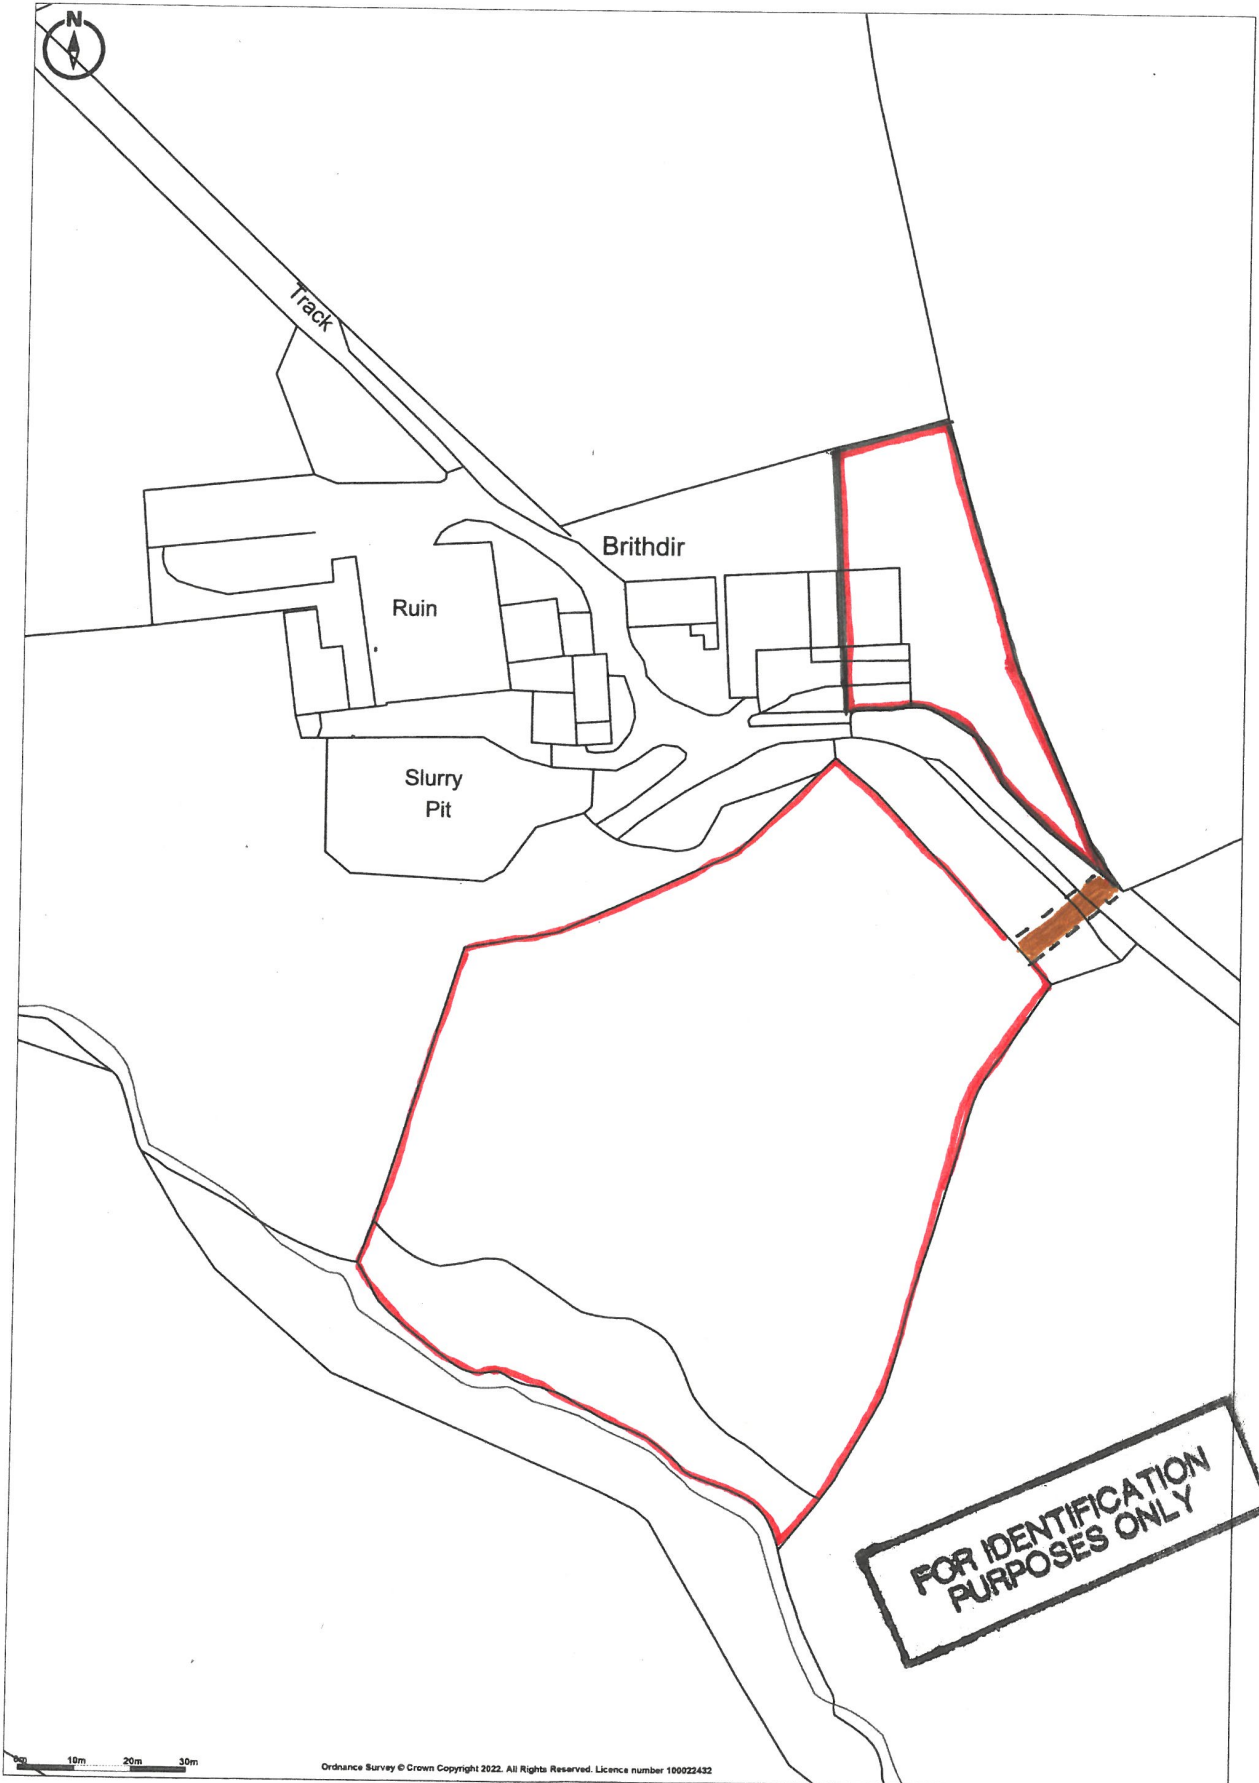 N
Track
Brithdir
Ruin
Slurry
Pit
FOR IDENTIFICATION
PURPOSES ONLY
0m 10m 20m 30m
Ordnance Survey © Crown Copyright 2022. All Rights Reserved. Licence number 100022432